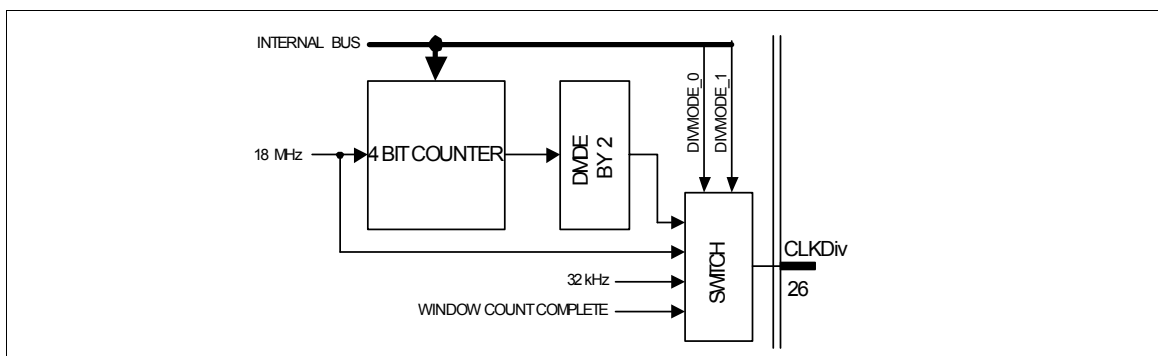 INTERNAL BUS
DIVMODE_0
DIVMODE_1
18 MHz
4 BIT COUNTER
DIVIDE
BY 2
SWITCH
CLKDiv
26
32 kHz
WINDOW COUNT COMPLETE